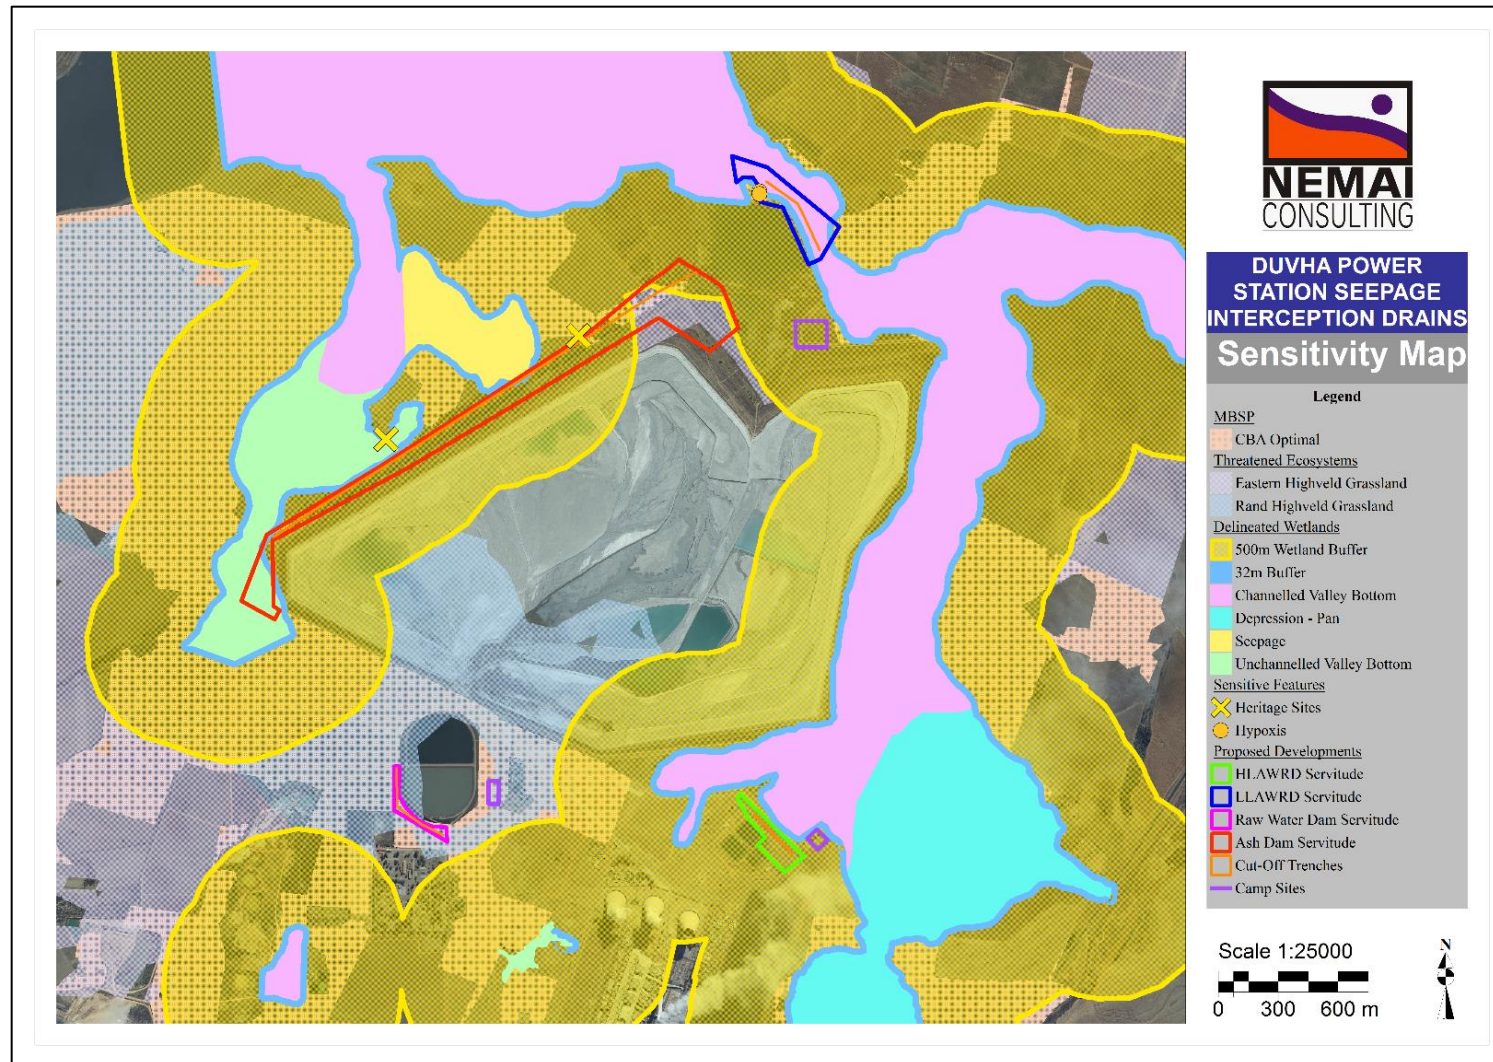 NEMAI
CONSULTING
DUVHA POWER
STATION SEEPAGE
INTERCEPTION DRAINS
Sensitivity Map
Legend
MBSP
CBA Optimal
Threatened Ecosystems
Eastern Highveld Grassland
Rand Highveld Grassland
Delineated Wetlands
500m Wetland Buffer
32m Buffer
Channelled Valley Bottom
Depression - Pan
Seepage
Unchannelled Valley Bottom
Sensitive Features
Heritage Sites
Hypoxis
Proposed Developments
HLAWRD Servitude
LLAWRD Servitude
Raw Water Dam Servitude
Ash Dam Servitude
Cut-Off Trenches
Camp Sites
Scale 1:25000
N
0 300 600 m